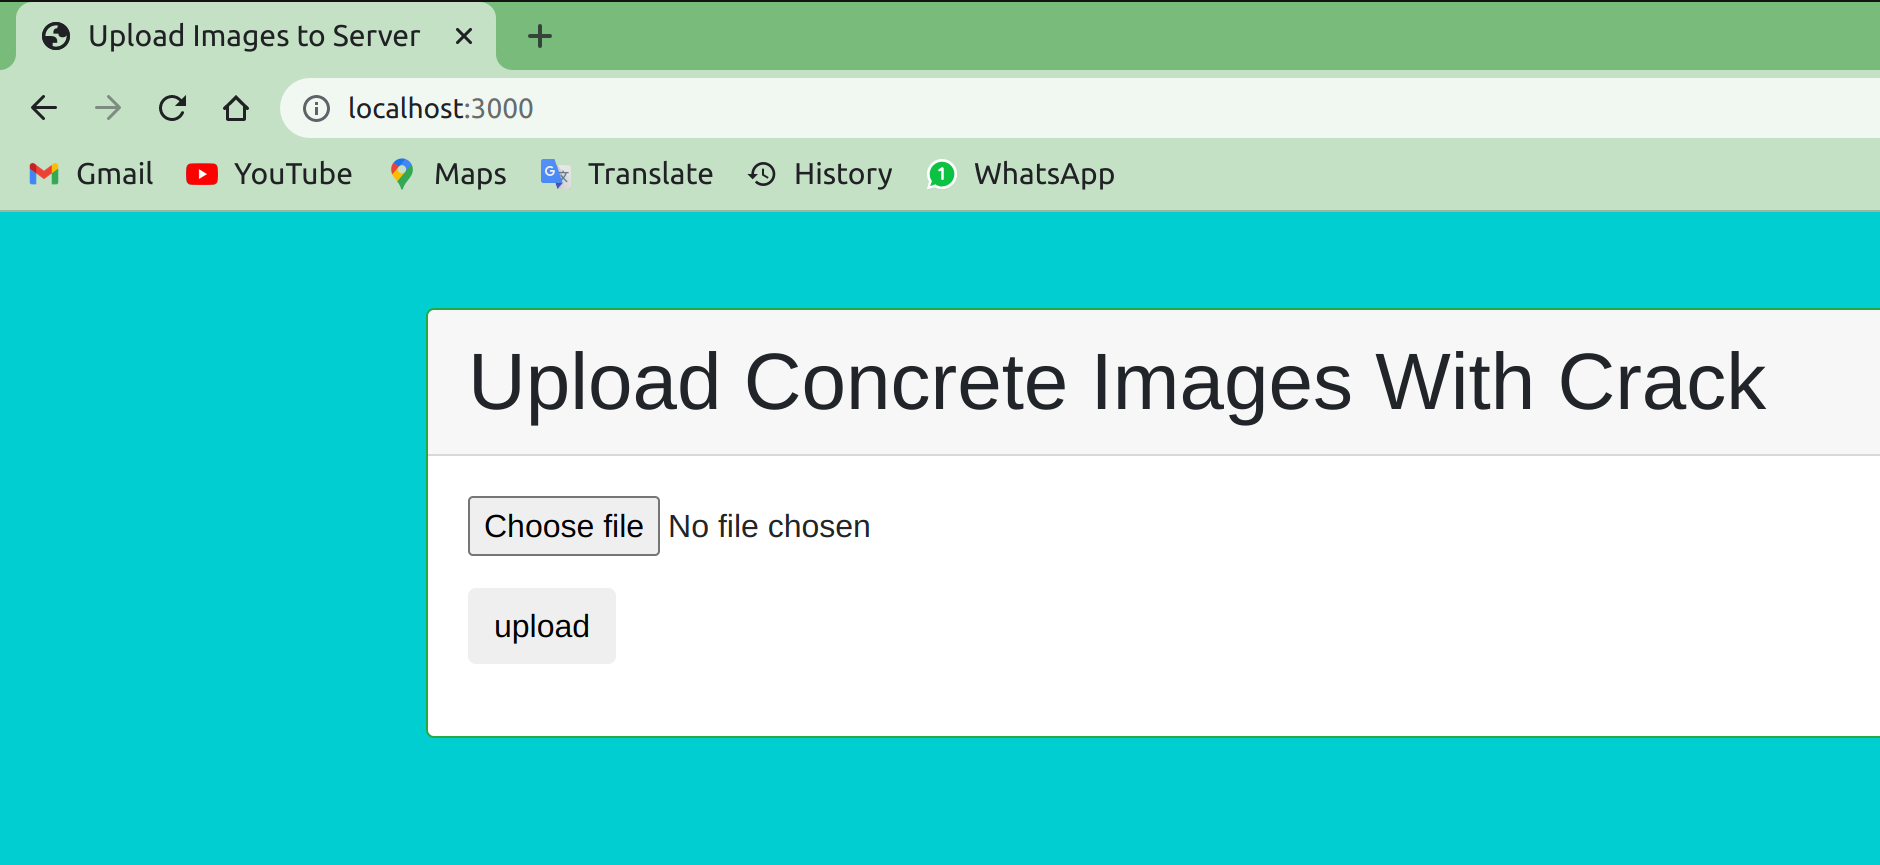 Upload Images to Server
localhost:3000
Gmail YouTube Maps Translate History 1 WhatsApp
Upload Concrete Images With Crack
Choose file No file chosen
upload